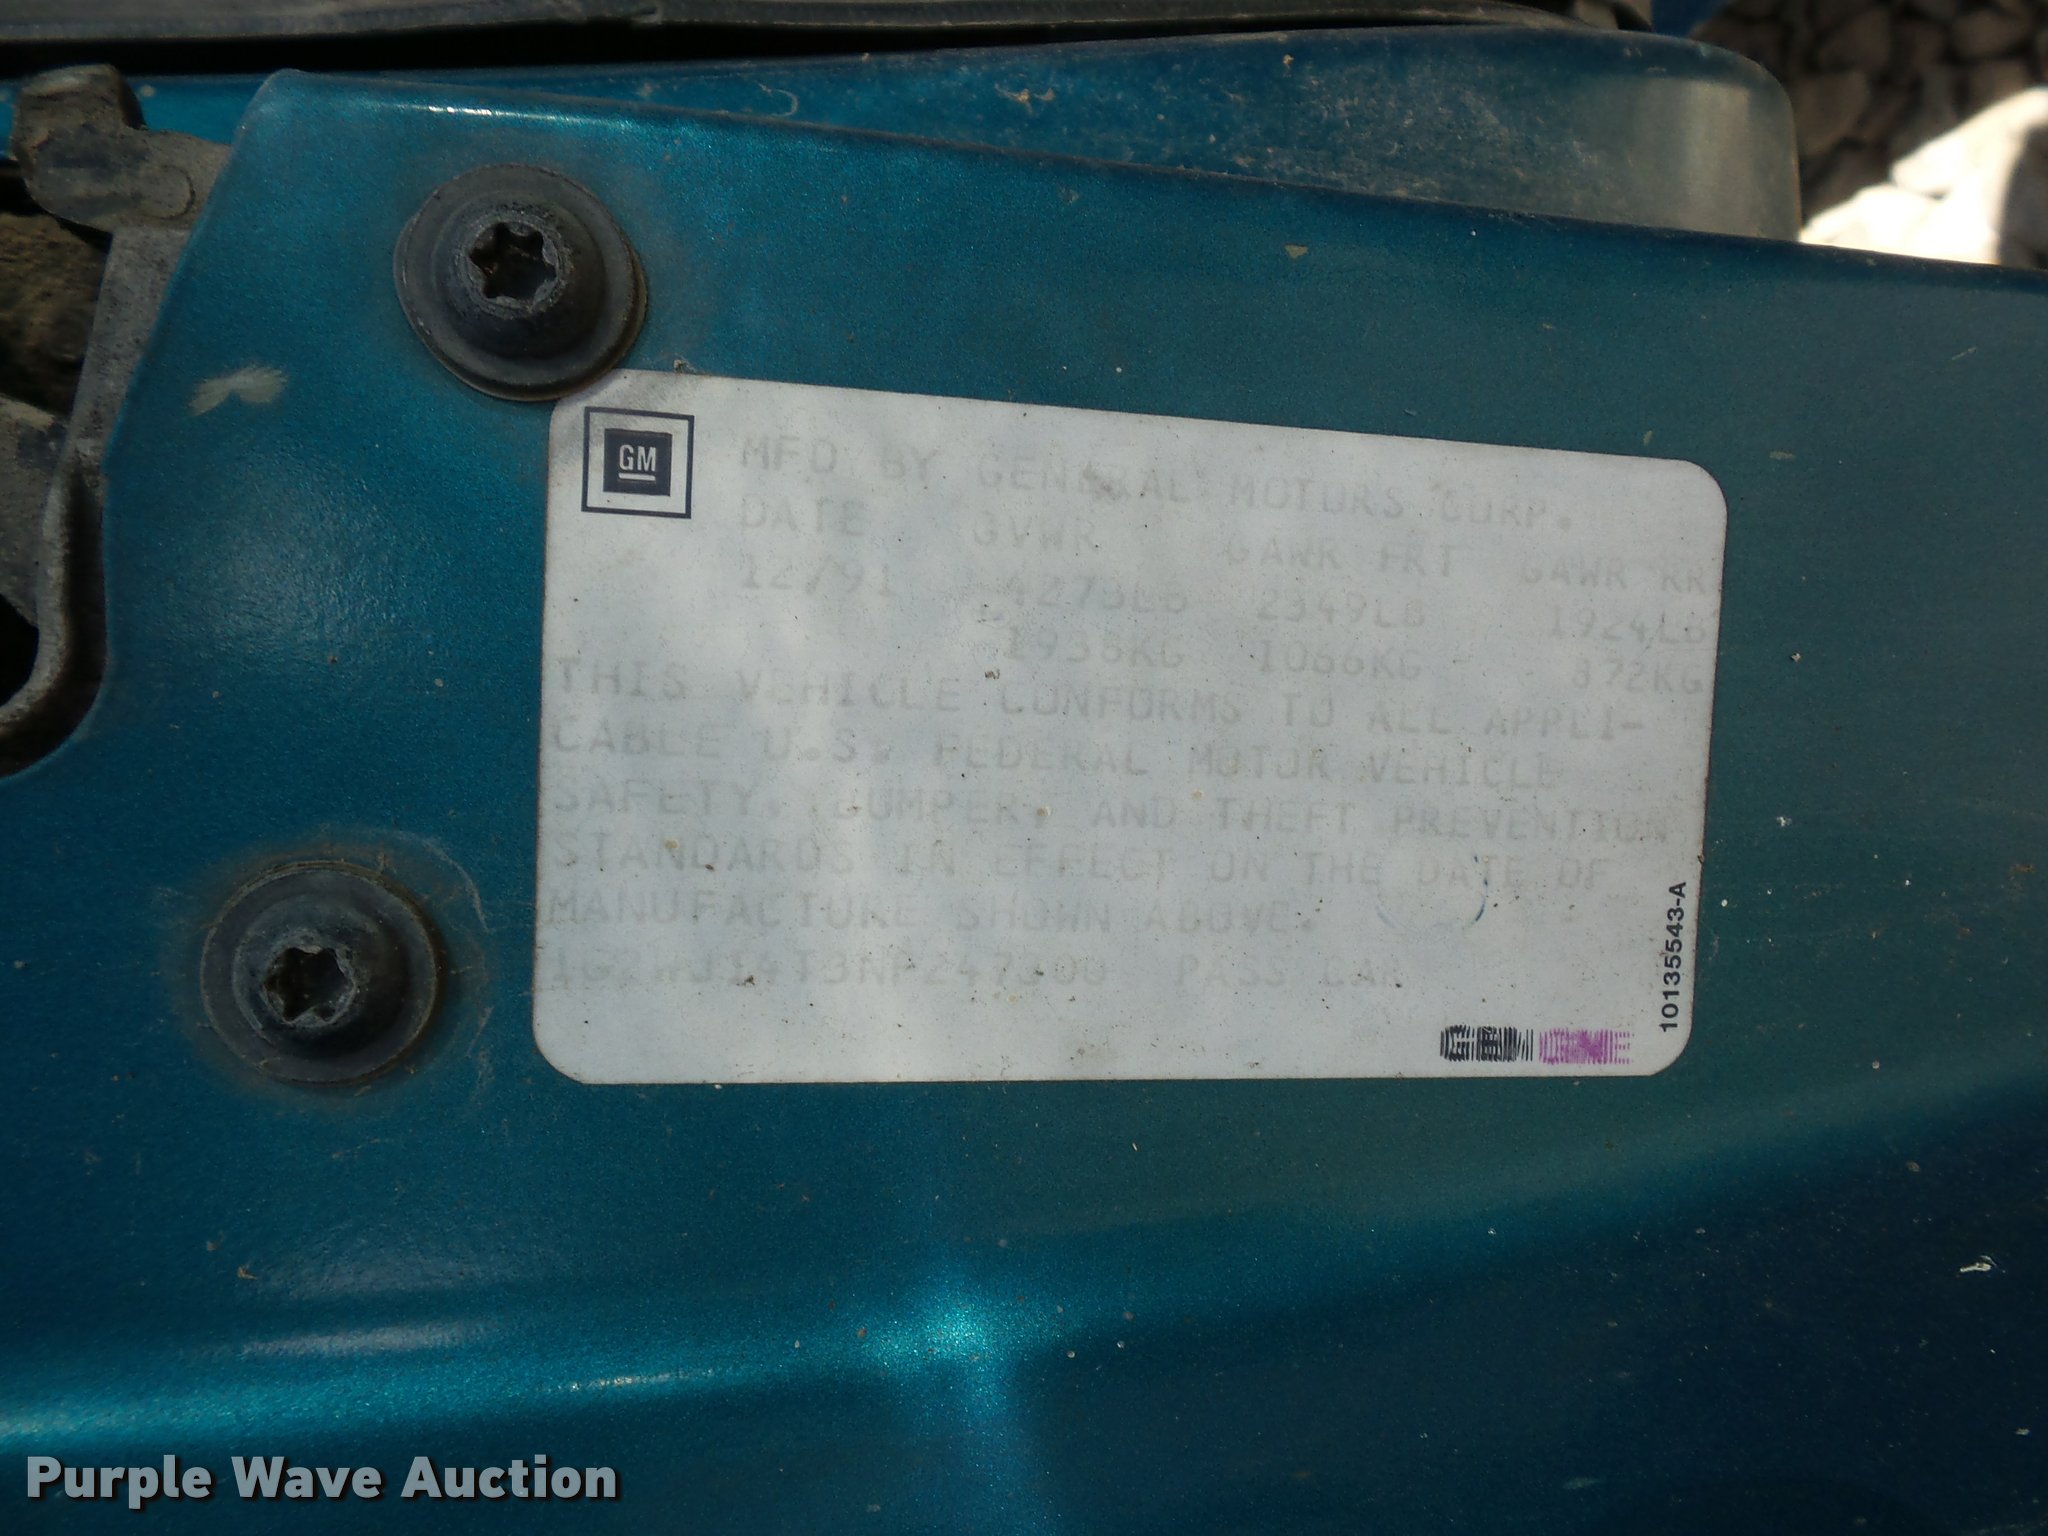 GM
MFD BY GENERAL MOTORS CORP.
DATE GVWR GAWR FRT GAWR RR
12/91 4273LB 2349LB 1924LB
1938KG 1066KG 872KG
THIS VEHICLE CONFORMS TO ALL APPLI-
CABLE U.S. FEDERAL MOTOR VEHICLE
SAFETY, BUMPER, AND THEFT PREVENTION
STANDARDS IN EFFECT ON THE DATE OF
MANUFACTURE SHOWN ABOVE.
PASS CAR
10135543-A
Purple Wave Auction